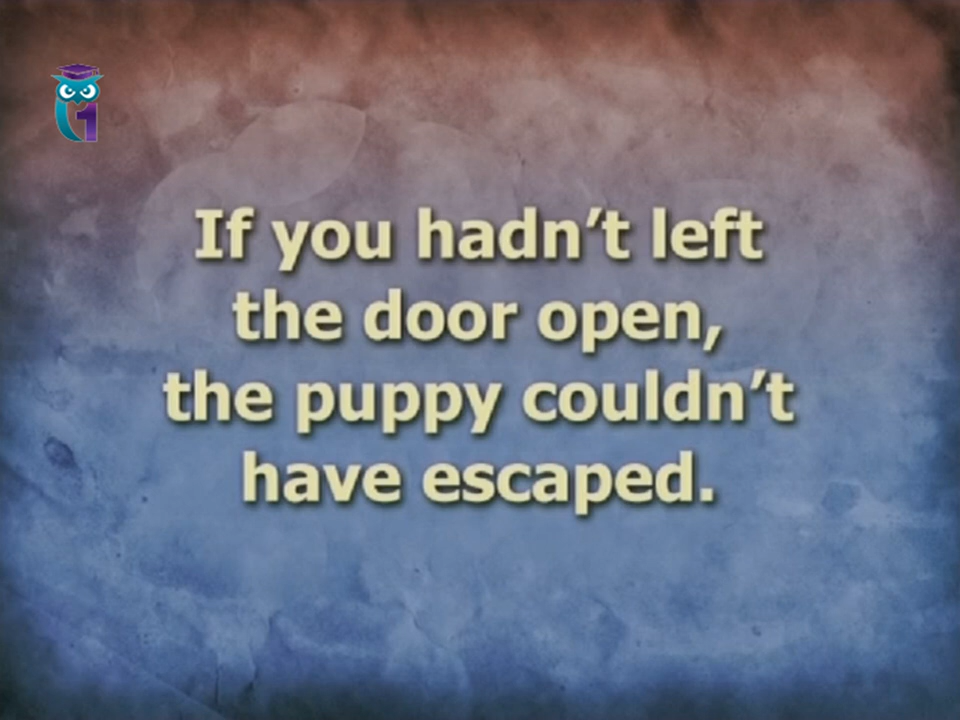 If you hadn’t left
the door open,
the puppy couldn’t
have escaped.